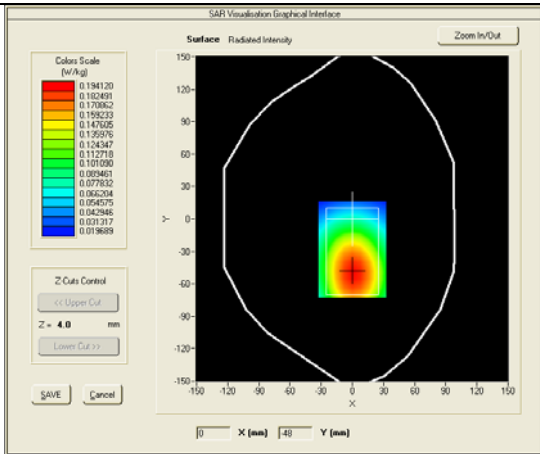 SAR Visualisation Graphical Interface
Surface Radiated Intensity
Zoom In/Out
Colors Scale
(W/kg)
0.194120
0.182491
0.170862
0.159233
0.147605
0.135976
0.124347
0.112718
0.101090
0.089461
0.077832
0.066204
0.054575
0.042946
0.031317
0.019689
Z-Cuts Control
<< Upper Cut
Z = 4.0 mm
Lower Cut >>
SAVE Cancel
150
120
90
60
30
0
-30
-60
-90
-120
-150
Y
-150 -120 -90 -60 -30 0 30 60 90 120 150
X
0 X (mm) -48 Y (mm)